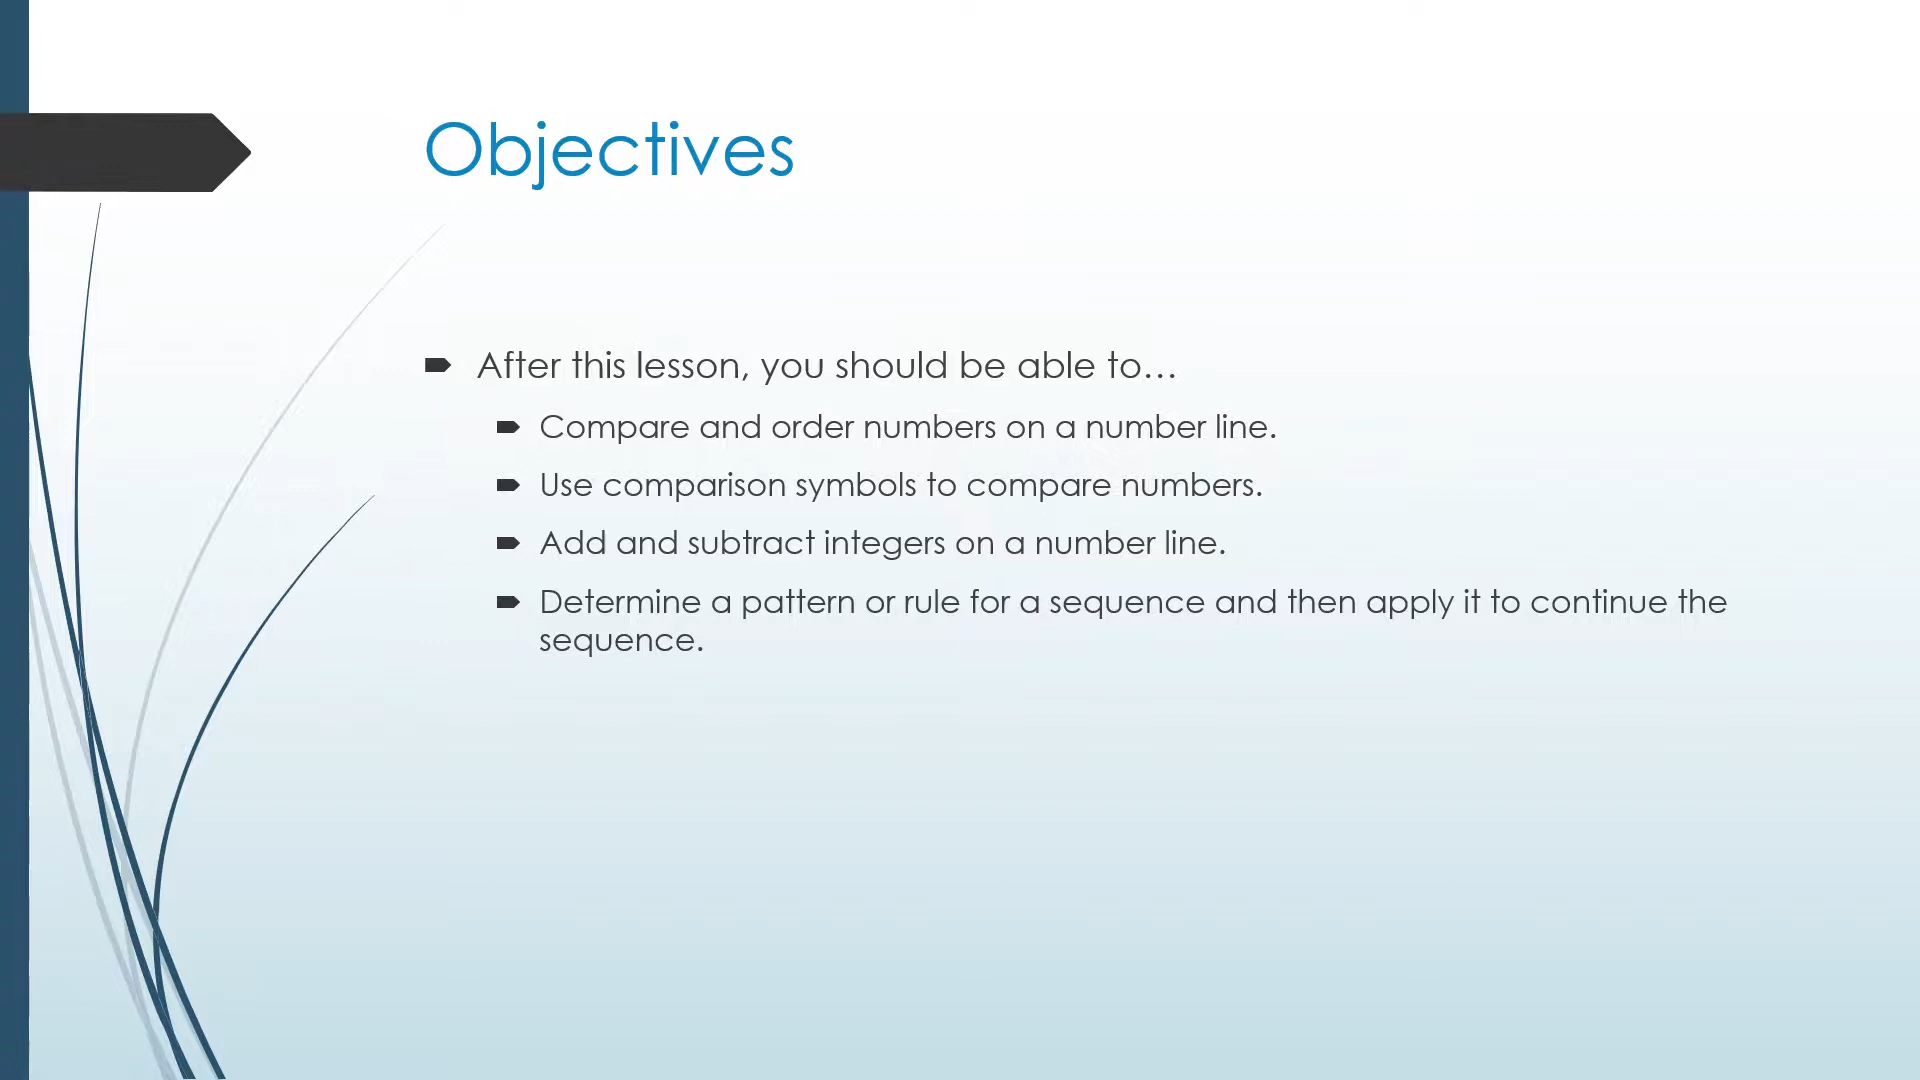 Objectives
After this lesson, you should be able to…
Compare and order numbers on a number line.
Use comparison symbols to compare numbers.
Add and subtract integers on a number line.
Determine a pattern or rule for a sequence and then apply it to continue the
sequence.